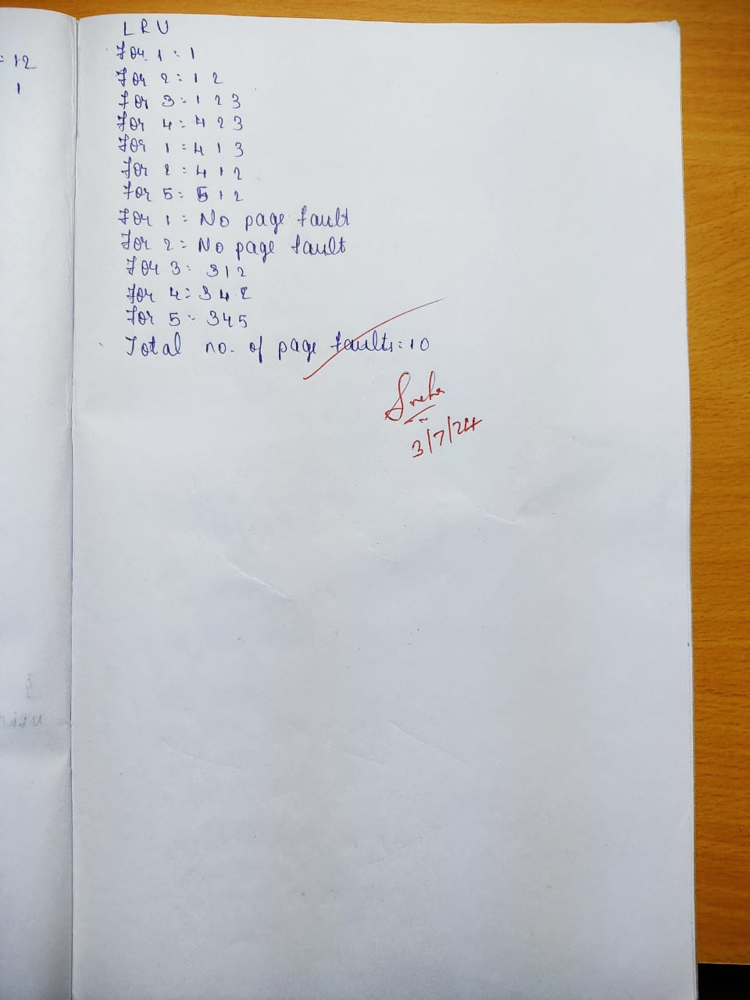 = 12
1
LRU
For 1 : 1
For 2 : 1 2
For 3 : 1 2 3
For 4 : 4 2 3
For 1 : 4 1 3
For 2 : 4 1 2
For 5 : 5 1 2
For 1 : No page fault
For 2 : No page fault
For 3 : 3 1 2
For 4 : 3 4 2
For 5 : 3 4 5
Total no. of page faults : 10
3/7/24